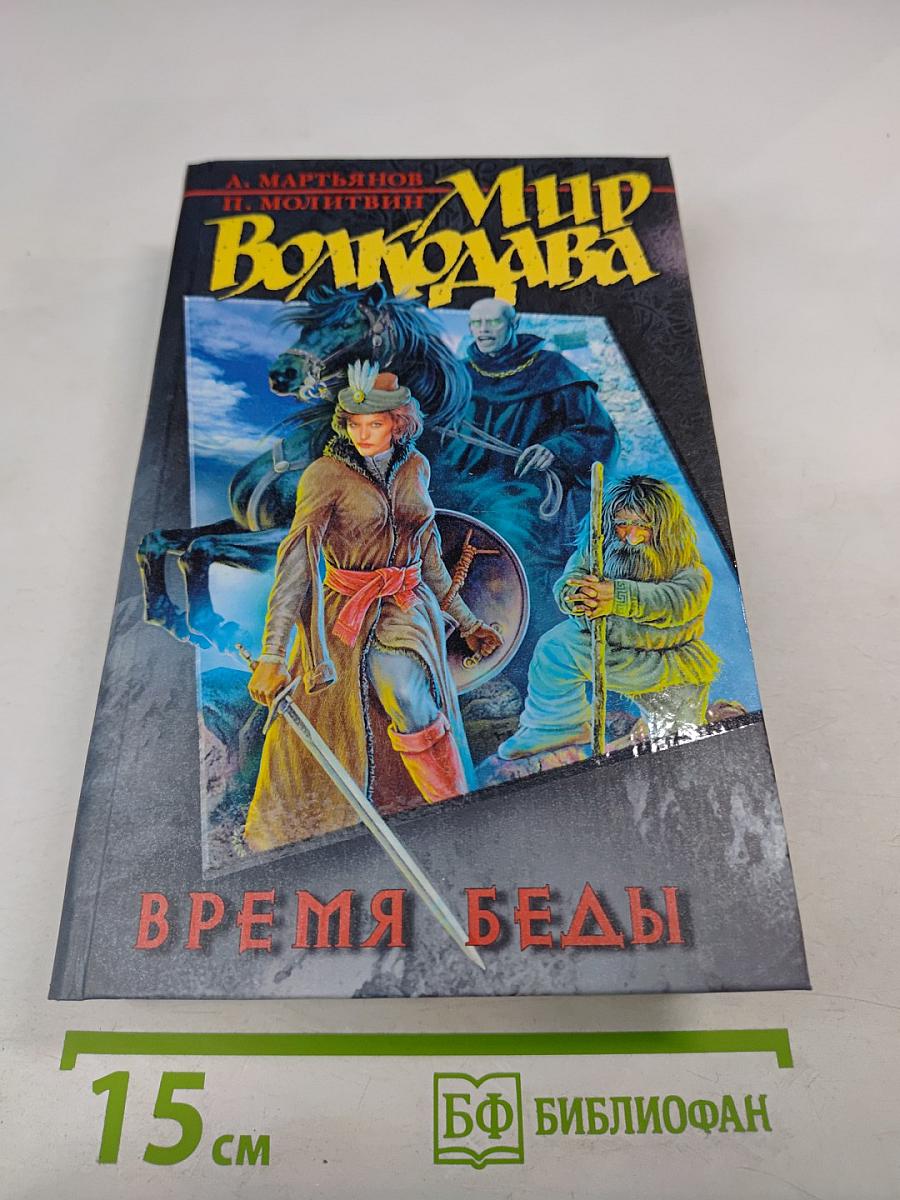 А. МАРТЬЯНОВ
П. МОЛИТВИН
МИР
ВОЛКОДАВА
ВРЕМЯ БЕДЫ
15 см
БФ БИБЛИОФАН